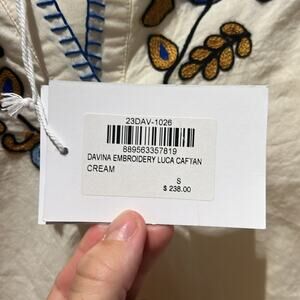 23DAV-1026
889563357819
DAVINA EMBROIDERY LUCA CAFTAN
CREAM
S
$ 238.00